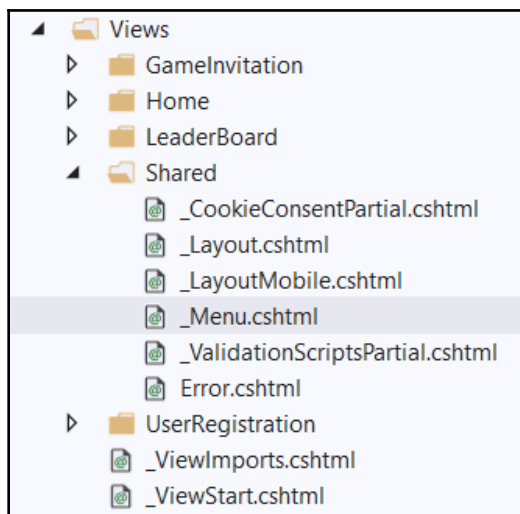 Views
GameInvitation
Home
LeaderBoard
Shared
_CookieConsentPartial.cshtml
_Layout.cshtml
_LayoutMobile.cshtml
_Menu.cshtml
_ValidationScriptsPartial.cshtml
Error.cshtml
UserRegistration
_ViewImports.cshtml
_ViewStart.cshtml